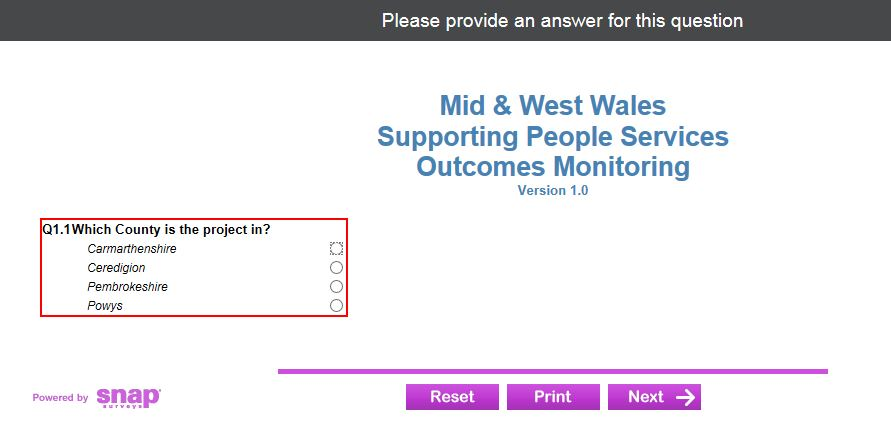 Please provide an answer for this question
Mid & West Wales
Supporting People Services
Outcomes Monitoring
Version 1.0
Q1.1Which County is the project in?
Carmarthenshire
Ceredigion
Pembrokeshire
Powys
Powered by snap surveys
Reset Print Next